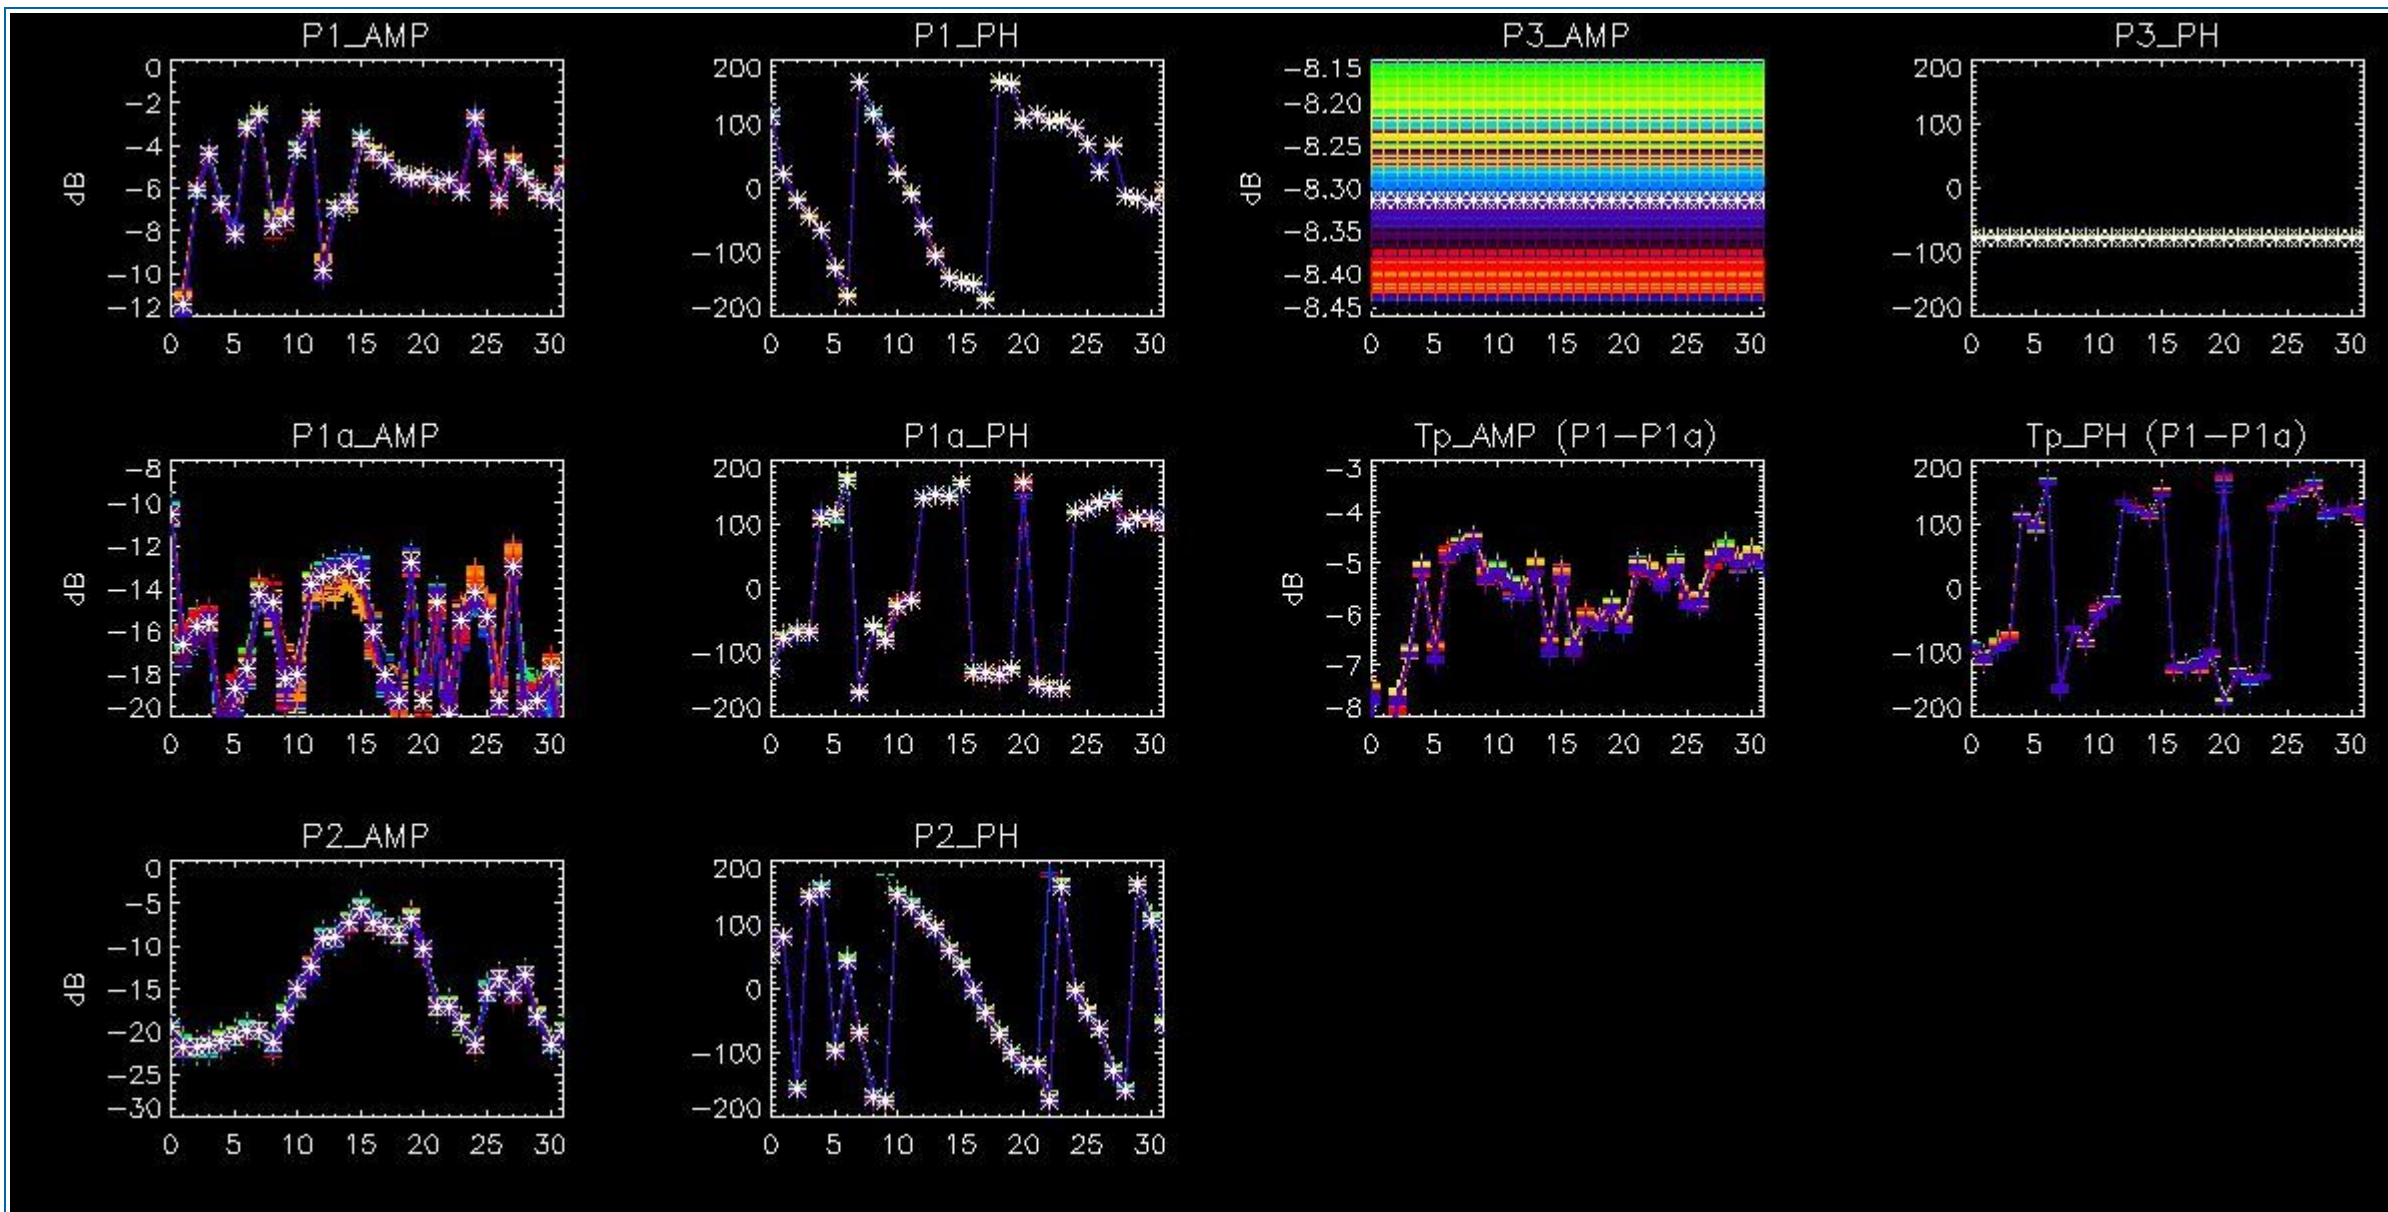 P1_AMP P1_PH P3_AMP P3_PH
0 −2 −4 −6 −8 −10 −12
dB
0 5 10 15 20 25 30
200 100 0 −100 −200
0 5 10 15 20 25 30
−8.15 −8.20 −8.25 −8.30 −8.35 −8.40 −8.45
dB
0 5 10 15 20 25 30
200 100 0 −100 −200
0 5 10 15 20 25 30
P1a_AMP P1a_PH Tp_AMP (P1−P1a) Tp_PH (P1−P1a)
−8 −10 −12 −14 −16 −18 −20
dB
0 5 10 15 20 25 30
200 100 0 −100 −200
0 5 10 15 20 25 30
−3 −4 −5 −6 −7 −8
dB
0 5 10 15 20 25 30
200 100 0 −100 −200
0 5 10 15 20 25 30
P2_AMP P2_PH
0 −5 −10 −15 −20 −25 −30
dB
0 5 10 15 20 25 30
200 100 0 −100 −200
0 5 10 15 20 25 30